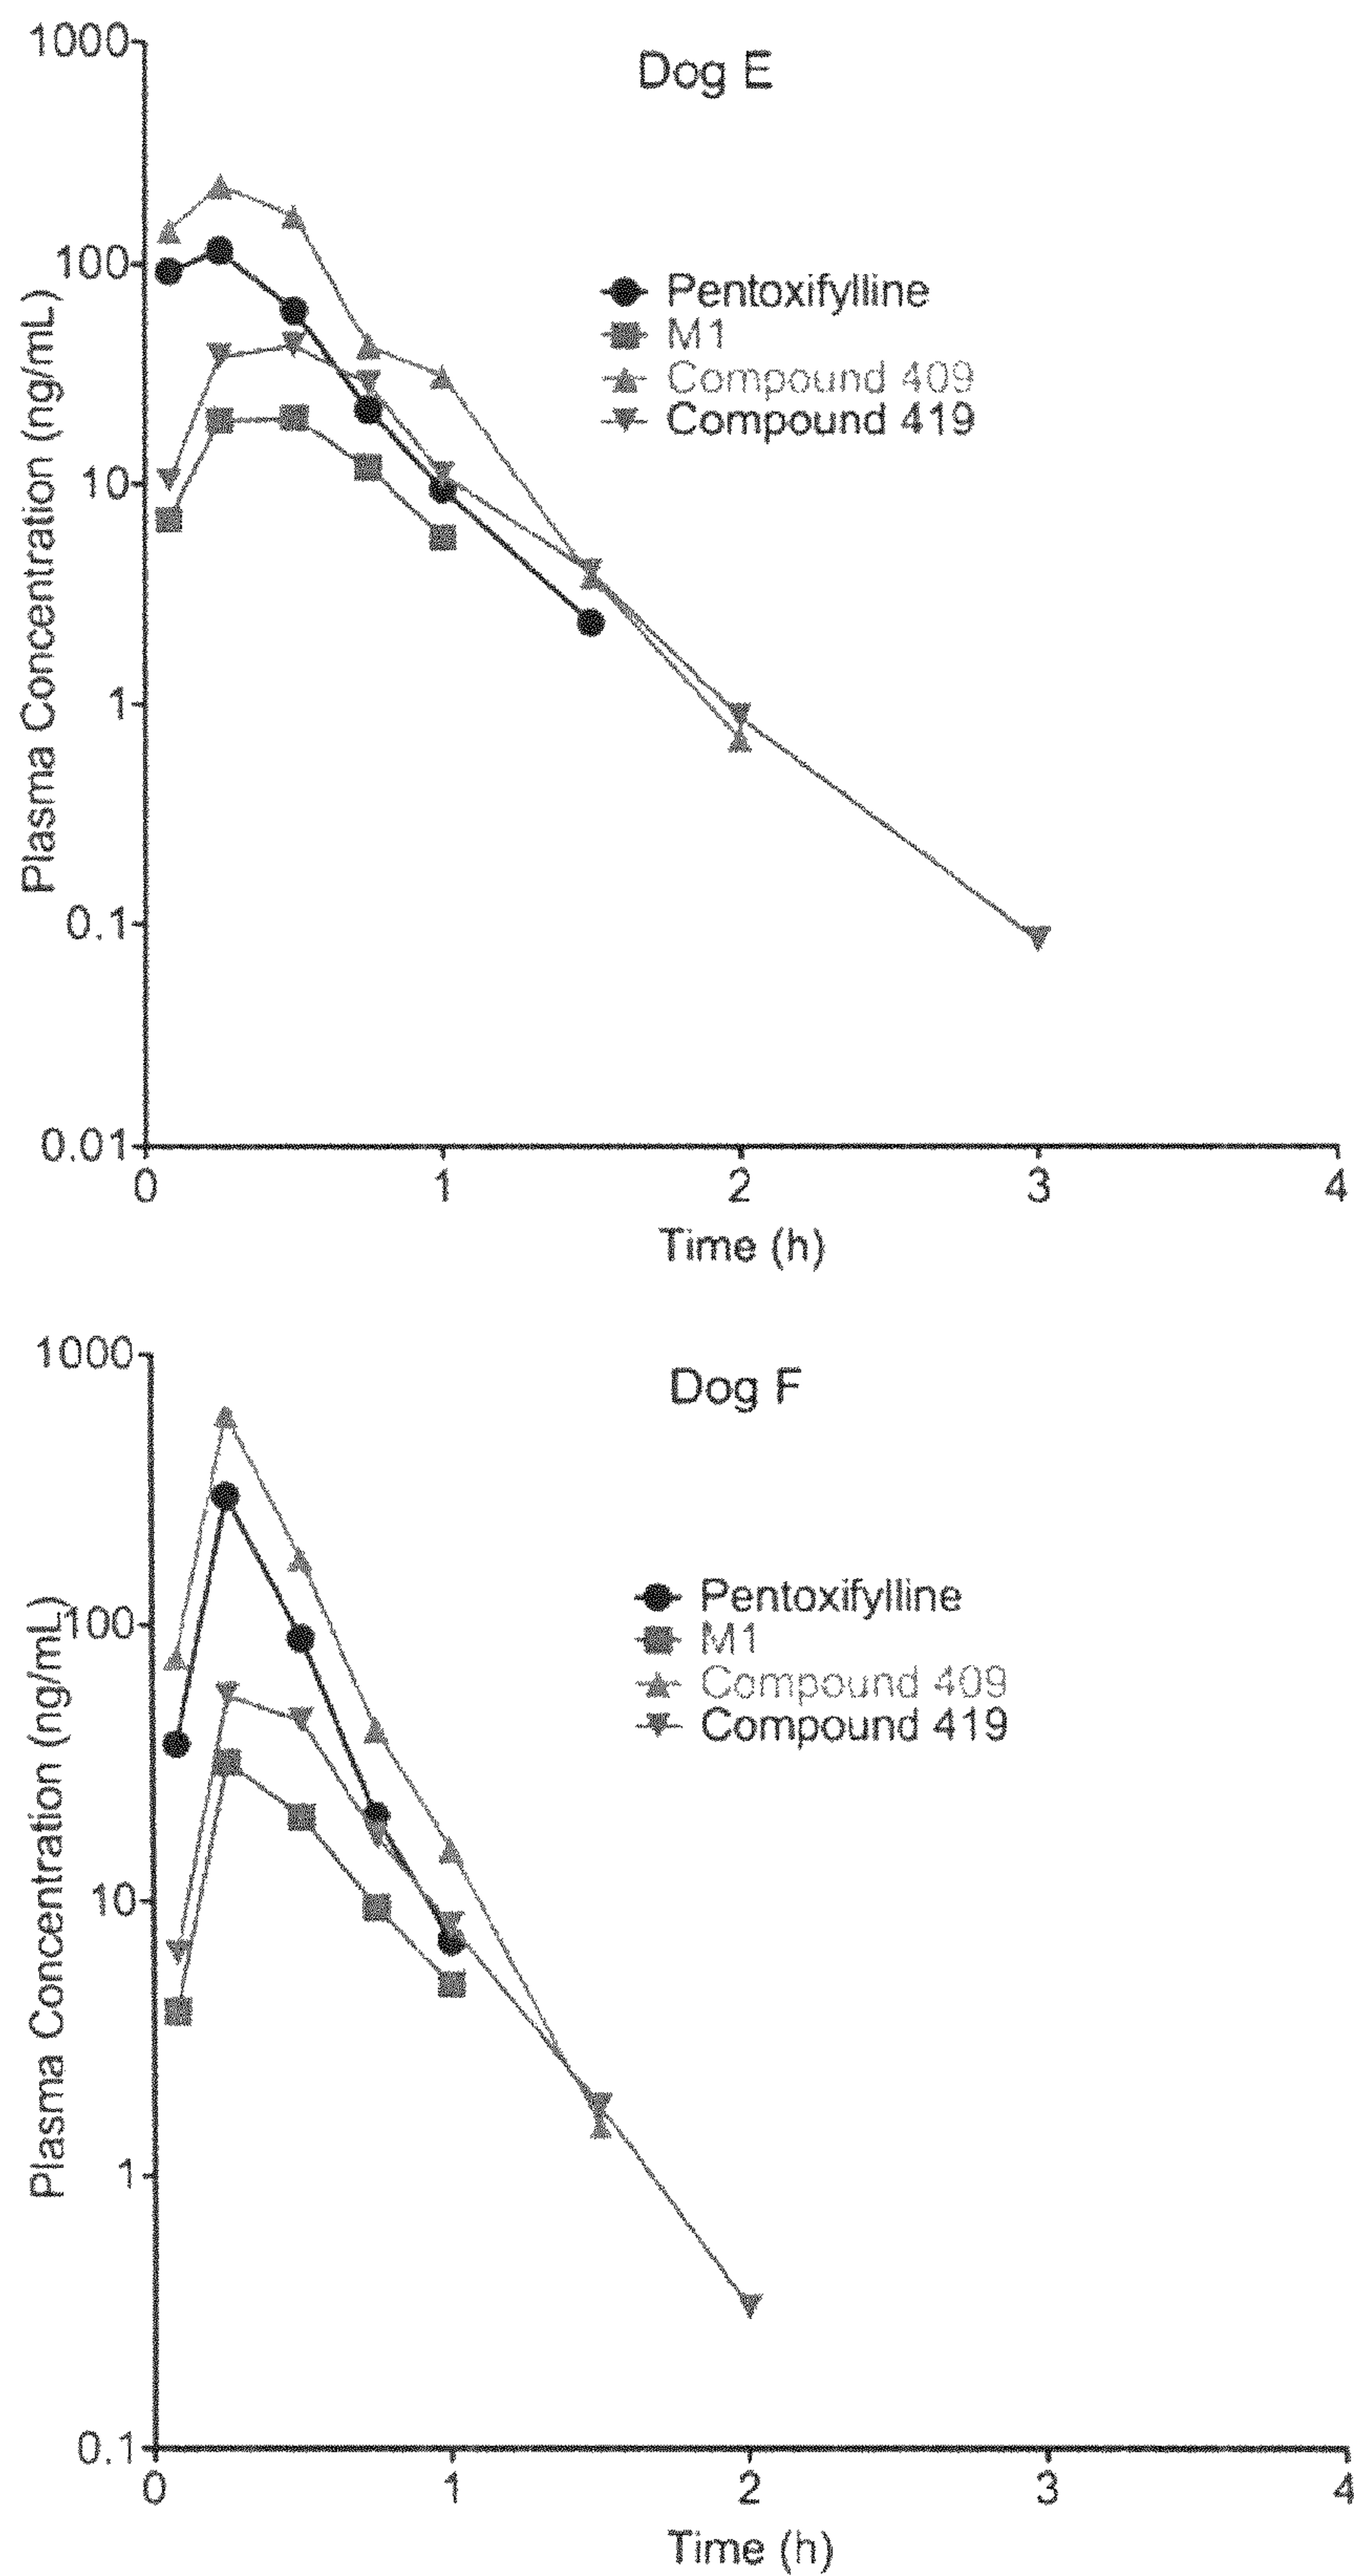 Dog E
1000
100
10
1
0.1
0.01
Plasma Concentration (ng/mL)
Pentoxifylline
M1
Compound 409
Compound 419
0 1 2 3 4
Time (h)
Dog F
1000
100
10
1
0.1
Plasma Concentration (ng/mL)
Pentoxifylline
M1
Compound 409
Compound 419
0 1 2 3 4
Time (h)